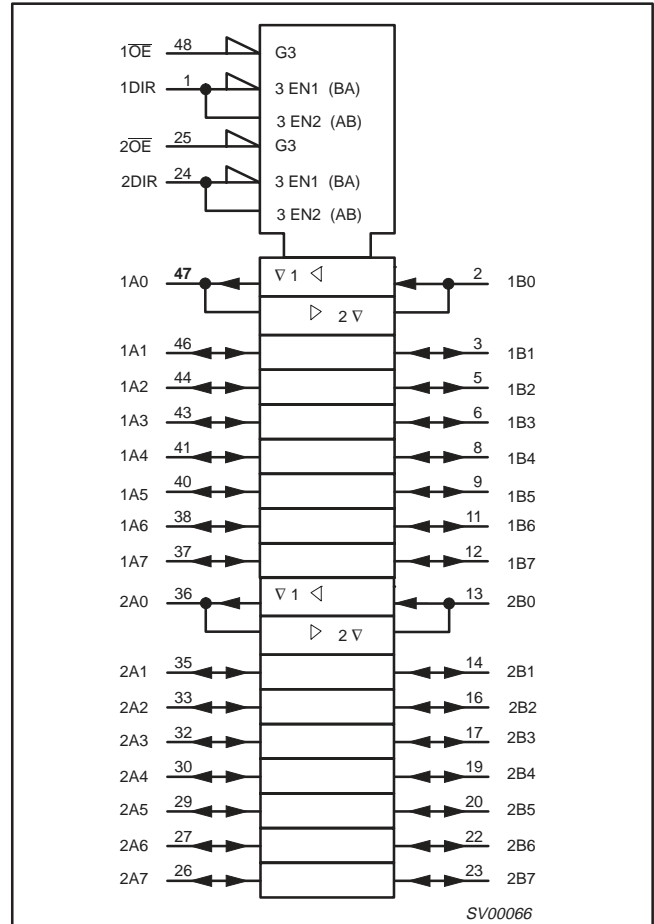 1O̅E̅ 48 G3
1DIR 1 3 EN1 (BA)
3 EN2 (AB)
2O̅E̅ 25 G3
2DIR 24 3 EN1 (BA)
3 EN2 (AB)
1A0 47 ∇ 1 ◁ 2 1B0
▷ 2 ∇
1A1 46 3 1B1
1A2 44 5 1B2
1A3 43 6 1B3
1A4 41 8 1B4
1A5 40 9 1B5
1A6 38 11 1B6
1A7 37 12 1B7
2A0 36 ∇ 1 ◁ 13 2B0
▷ 2 ∇
2A1 35 14 2B1
2A2 33 16 2B2
2A3 32 17 2B3
2A4 30 19 2B4
2A5 29 20 2B5
2A6 27 22 2B6
2A7 26 23 2B7
SV00066